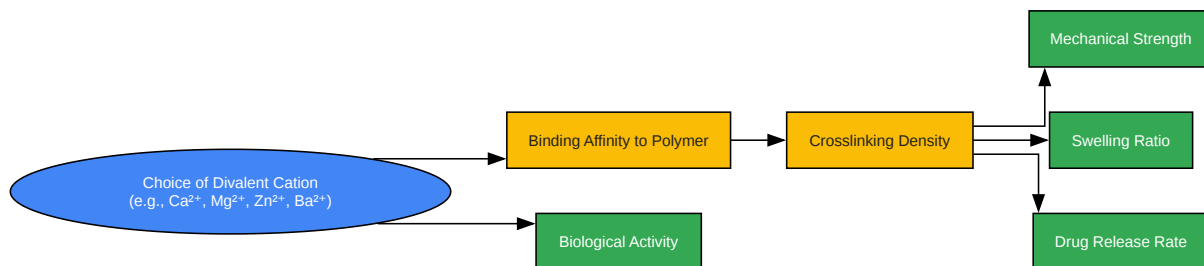 Mechanical Strength
Binding Affinity to Polymer
Crosslinking Density
Swelling Ratio
Choice of Divalent Cation
(e.g., Ca²⁺, Mg²⁺, Zn²⁺, Ba²⁺)
Biological Activity
Drug Release Rate